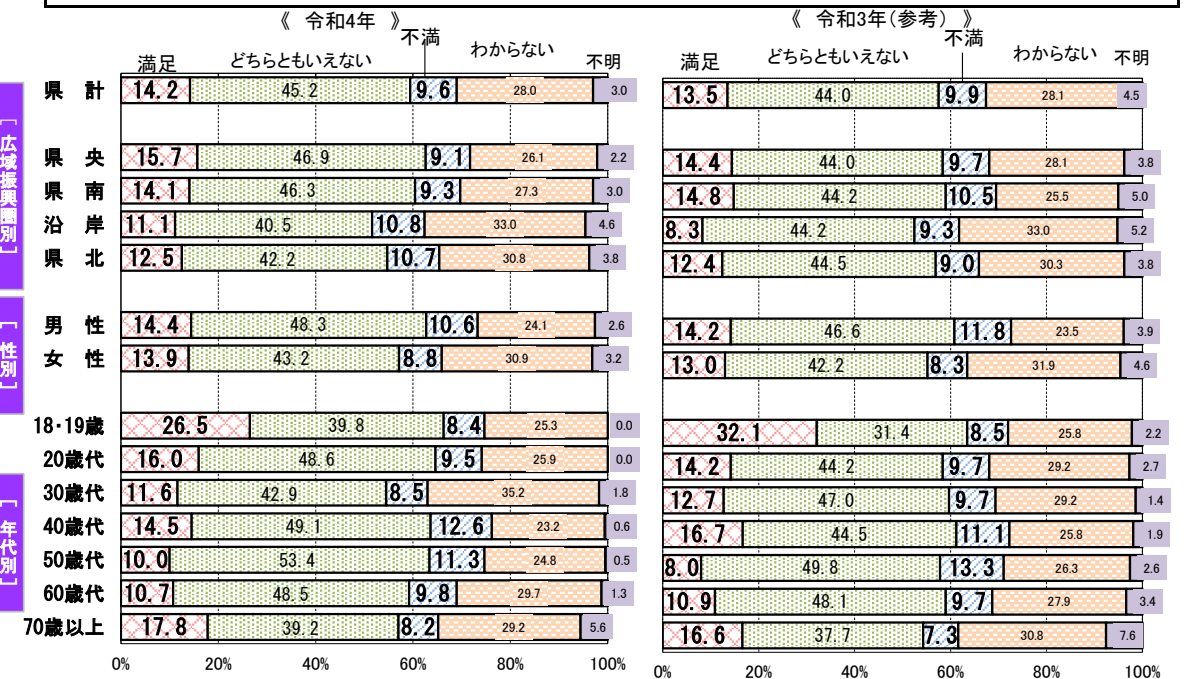 《 令和4年 》
満足 どちらともいえない 不満 わからない 不明
[広域振興圏別]
[性別]
[年代別]
県 計 14.2 45.2 9.6 28.0 3.0
県 央 15.7 46.9 9.1 26.1 2.2
県 南 14.1 46.3 9.3 27.3 3.0
沿 岸 11.1 40.5 10.8 33.0 4.6
県 北 12.5 42.2 10.7 30.8 3.8
男 性 14.4 48.3 10.6 24.1 2.6
女 性 13.9 43.2 8.8 30.9 3.2
18・19歳 26.5 39.8 8.4 25.3 0.0
20歳代 16.0 48.6 9.5 25.9 0.0
30歳代 11.6 42.9 8.5 35.2 1.8
40歳代 14.5 49.1 12.6 23.2 0.6
50歳代 10.0 53.4 11.3 24.8 0.5
60歳代 10.7 48.5 9.8 29.7 1.3
70歳以上 17.8 39.2 8.2 29.2 5.6
0% 20% 40% 60% 80% 100%
《 令和3年(参考) 》
満足 どちらともいえない 不満 わからない 不明
13.5 44.0 9.9 28.1 4.5
14.4 44.0 9.7 28.1 3.8
14.8 44.2 10.5 25.5 5.0
8.3 44.2 9.3 33.0 5.2
12.4 44.5 9.0 30.3 3.8
14.2 46.6 11.8 23.5 3.9
13.0 42.2 8.3 31.9 4.6
32.1 31.4 8.5 25.8 2.2
14.2 44.2 9.7 29.2 2.7
12.7 47.0 9.7 29.2 1.4
16.7 44.5 11.1 25.8 1.9
8.0 49.8 13.3 26.3 2.6
10.9 48.1 9.7 27.9 3.4
16.6 37.7 7.3 30.8 7.6
0% 20% 40% 60% 80% 100%